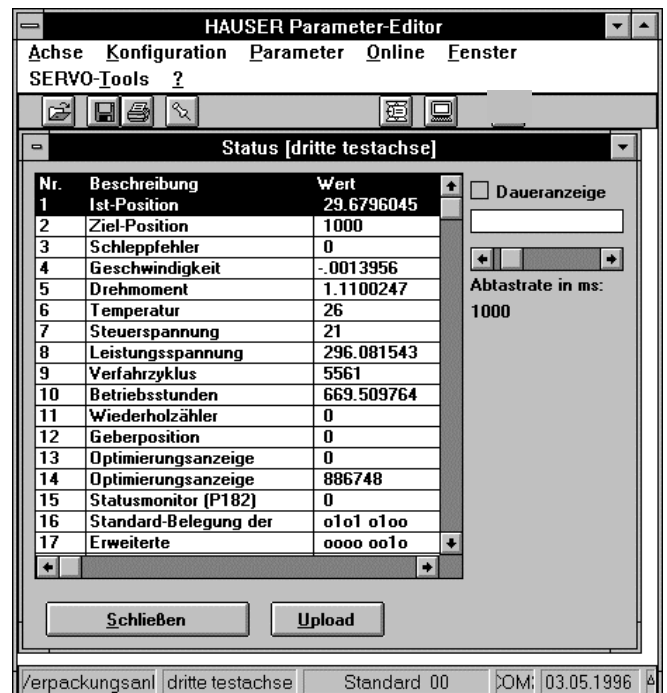 HAUSER Parameter-Editor
Achse Konfiguration Parameter Online Fenster
SERVO-Tools ?
Status [dritte testachse]
Nr. Beschreibung Wert
1 Ist-Position 29.6796045
2 Ziel-Position 1000
3 Schleppfehler 0
4 Geschwindigkeit -.0013956
5 Drehmoment 1.1100247
6 Temperatur 26
7 Steuerspannung 21
8 Leistungsspannung 296.081543
9 Verfahrzyklus 5561
10 Betriebsstunden 669.509764
11 Wiederholzähler 0
12 Geberposition 0
13 Optimierungsanzeige 0
14 Optimierungsanzeige 886748
15 Statusmonitor (P182) 0
16 Standard-Belegung der o1o1 o1oo
17 Erweiterte oooo oo1o
Daueranzeige
Abtastrate in ms:
1000
Schließen Upload
dritte testachse Standard 00 03.05.1996